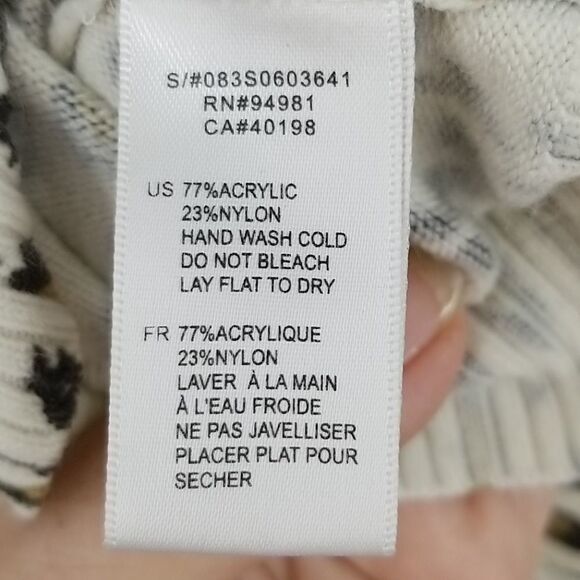 S/#083S0603641
RN#94981
CA#40198
US 77%ACRYLIC
23%NYLON
HAND WASH COLD
DO NOT BLEACH
LAY FLAT TO DRY
FR 77%ACRYLIQUE
23%NYLON
LAVER À LA MAIN
À L'EAU FROIDE
NE PAS JAVELLISER
PLACER PLAT POUR
SECHER